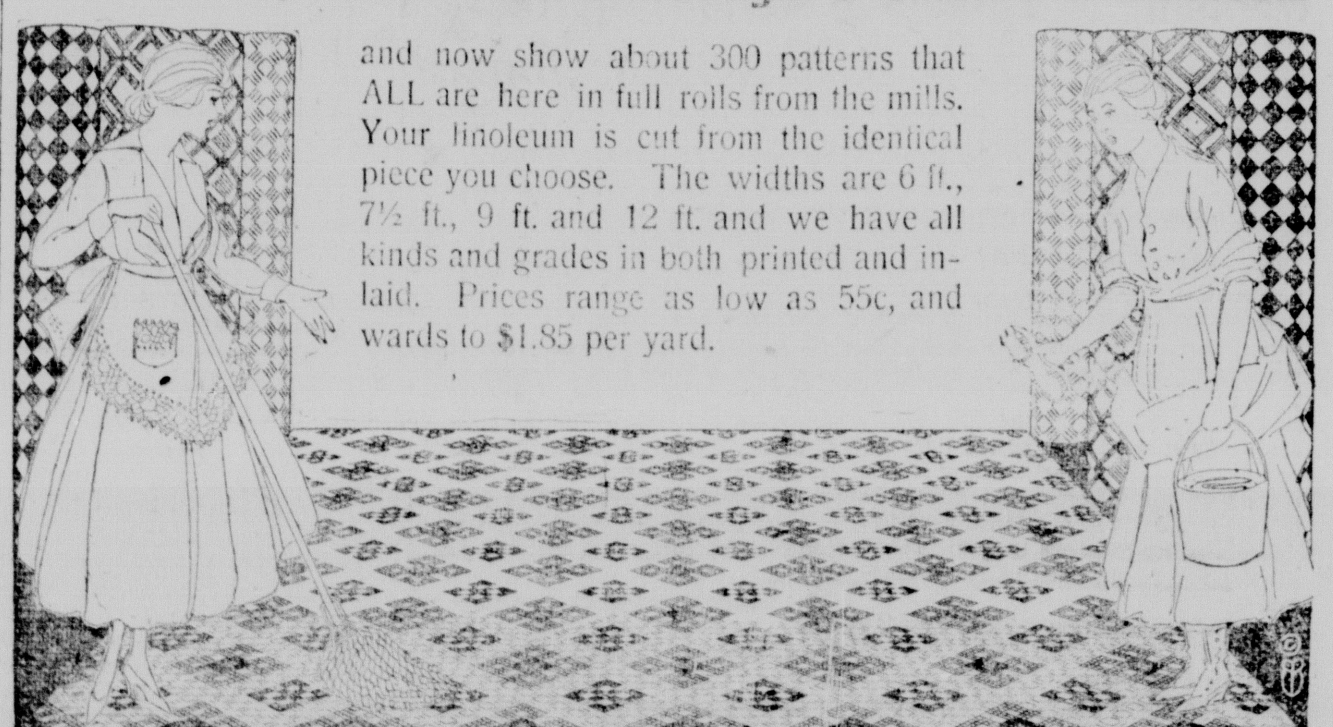 and now show about 300 patterns that
ALL are here in full rolls from the mills.
Your linoleum is cut from the identical
piece you choose. The widths are 6 ft.,
7½ ft., 9 ft. and 12 ft. and we have all
kinds and grades in both printed and in-
laid. Prices range as low as 55c, and
wards to $1.85 per yard.